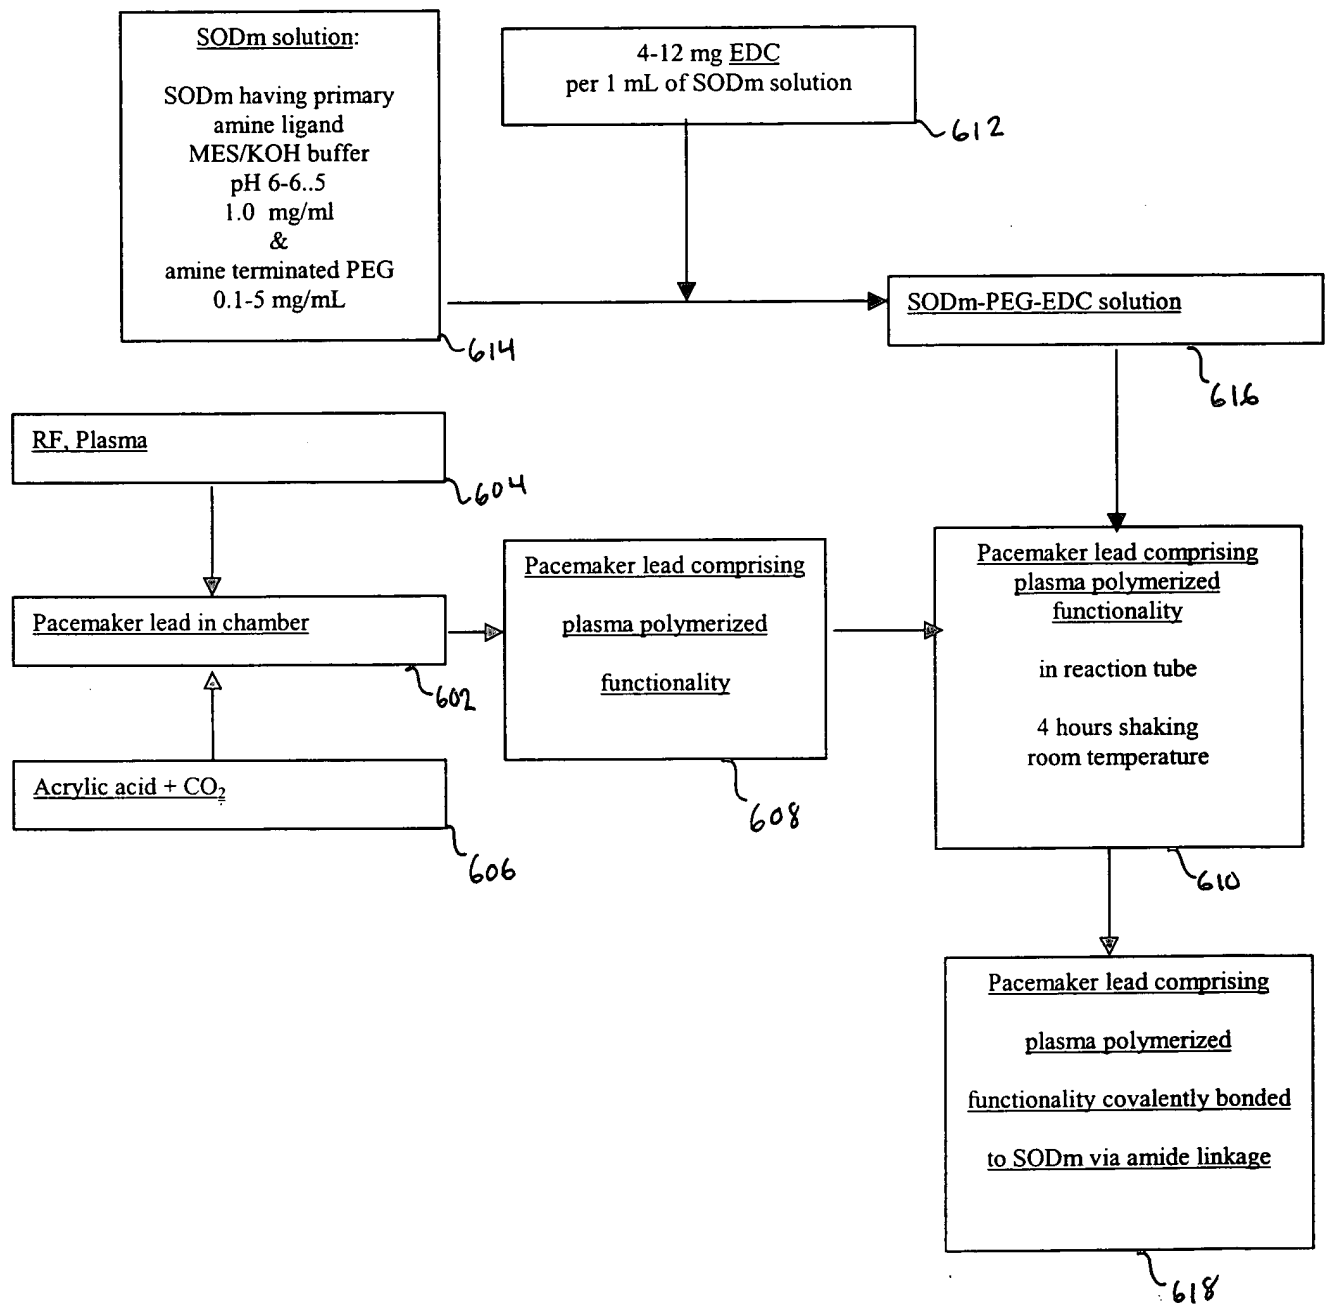 SODm solution:
SODm having primary
amine ligand
MES/KOH buffer
pH 6-6..5
1.0 mg/ml
&
amine terminated PEG
0.1-5 mg/mL
614
4-12 mg EDC
per 1 mL of SODm solution
612
SODm-PEG-EDC solution
616
RF, Plasma
604
Pacemaker lead in chamber
602
Acrylic acid + CO₂
606
Pacemaker lead comprising
plasma polymerized
functionality
608
Pacemaker lead comprising
plasma polymerized
functionality
in reaction tube
4 hours shaking
room temperature
610
Pacemaker lead comprising
plasma polymerized
functionality covalently bonded
to SODm via amide linkage
618